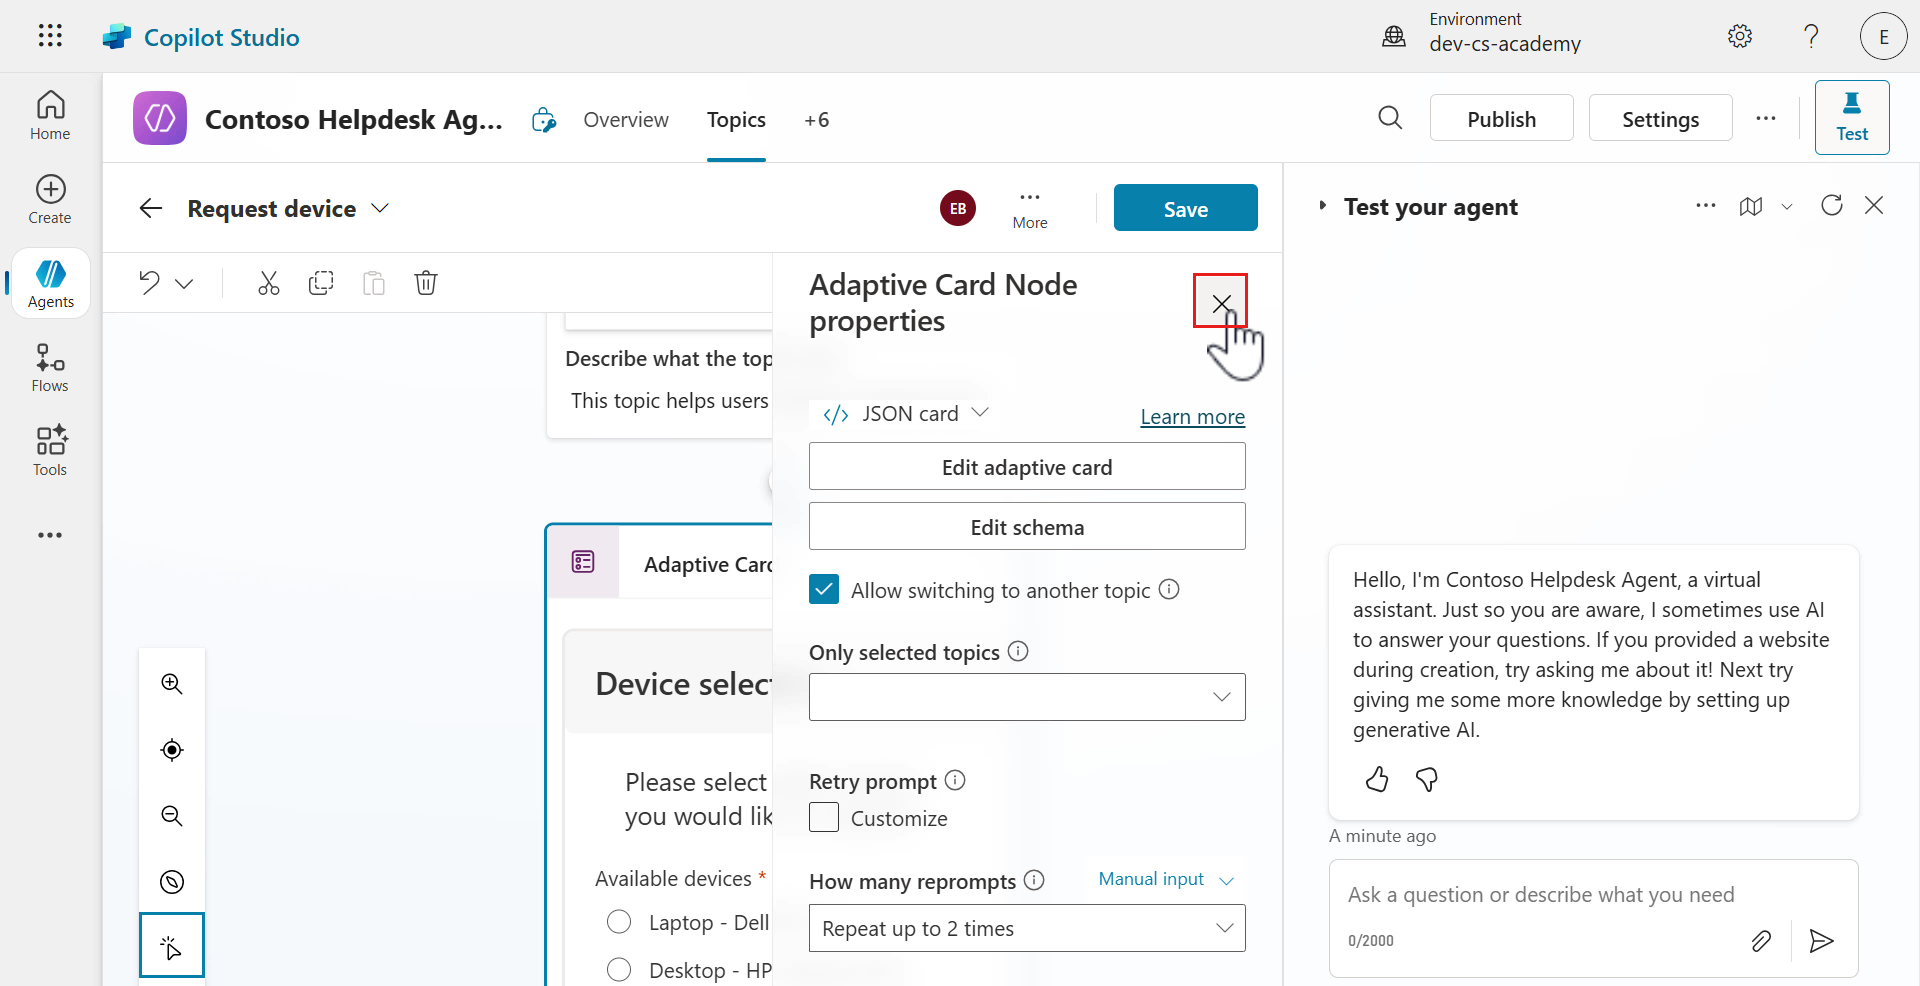 Copilot Studio
Environment
dev-cs-academy
E
Home
Create
Agents
Flows
Tools
Contoso Helpdesk Ag...
Overview
Topics
+6
Publish
Settings
Test
Request device
EB
More
Save
Describe what the top
This topic helps users
Adaptive Card
Device select
Please select
you would lik
Available devices *
Laptop - Dell
Desktop - HP
Adaptive Card Node
properties
JSON card
Learn more
Edit adaptive card
Edit schema
Allow switching to another topic
Only selected topics
Retry prompt
Customize
How many reprompts
Manual input
Repeat up to 2 times
Test your agent
Hello, I'm Contoso Helpdesk Agent, a virtual
assistant. Just so you are aware, I sometimes use AI
to answer your questions. If you provided a website
during creation, try asking me about it! Next try
giving me some more knowledge by setting up
generative AI.
A minute ago
Ask a question or describe what you need
0/2000